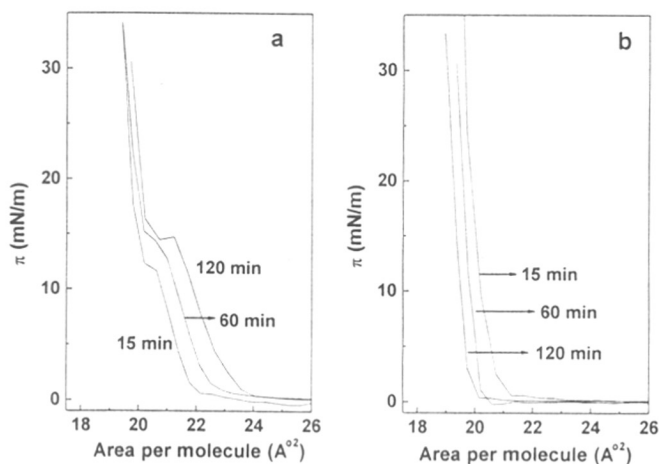 a
30
20
10
0
π (mN/m)
120 min
60 min
15 min
18 20 22 24 26
Area per molecule (A°²)
b
30
20
10
0
π (mN/m)
15 min
60 min
120 min
18 20 22 24 26
Area per molecule (A°²)